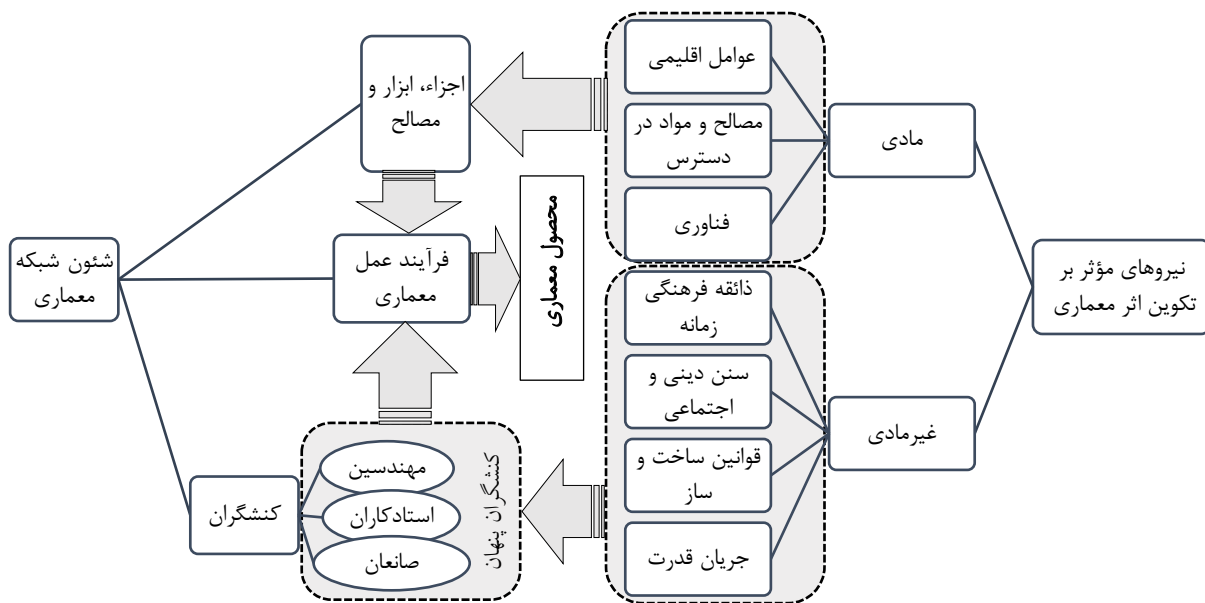 نیروهای مؤثر بر
تکوین اثر معماری
مادی
عوامل اقلیمی
مصالح و مواد در
دسترس
فناوری
غیرمادی
ذائقه فرهنگی
زمانه
سنن دینی و
اجتماعی
قوانین ساخت و
ساز
جریان قدرت
اجزاء، ابزار و
مصالح
فرآیند عمل
معماری
محصول معماری
کنشگران پنهان
مهندسین
استادکاران
صانعان
کنشگران
شئون شبکه
معماری